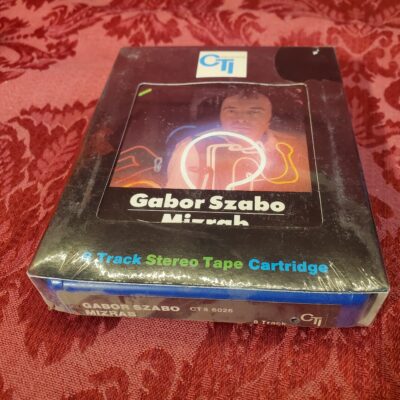 CTI
Gabor Szabo
Mizrab
8 Track Stereo Tape Cartridge
GABOR SZABO CT8 6026
MIZRAB
8 Track CTI